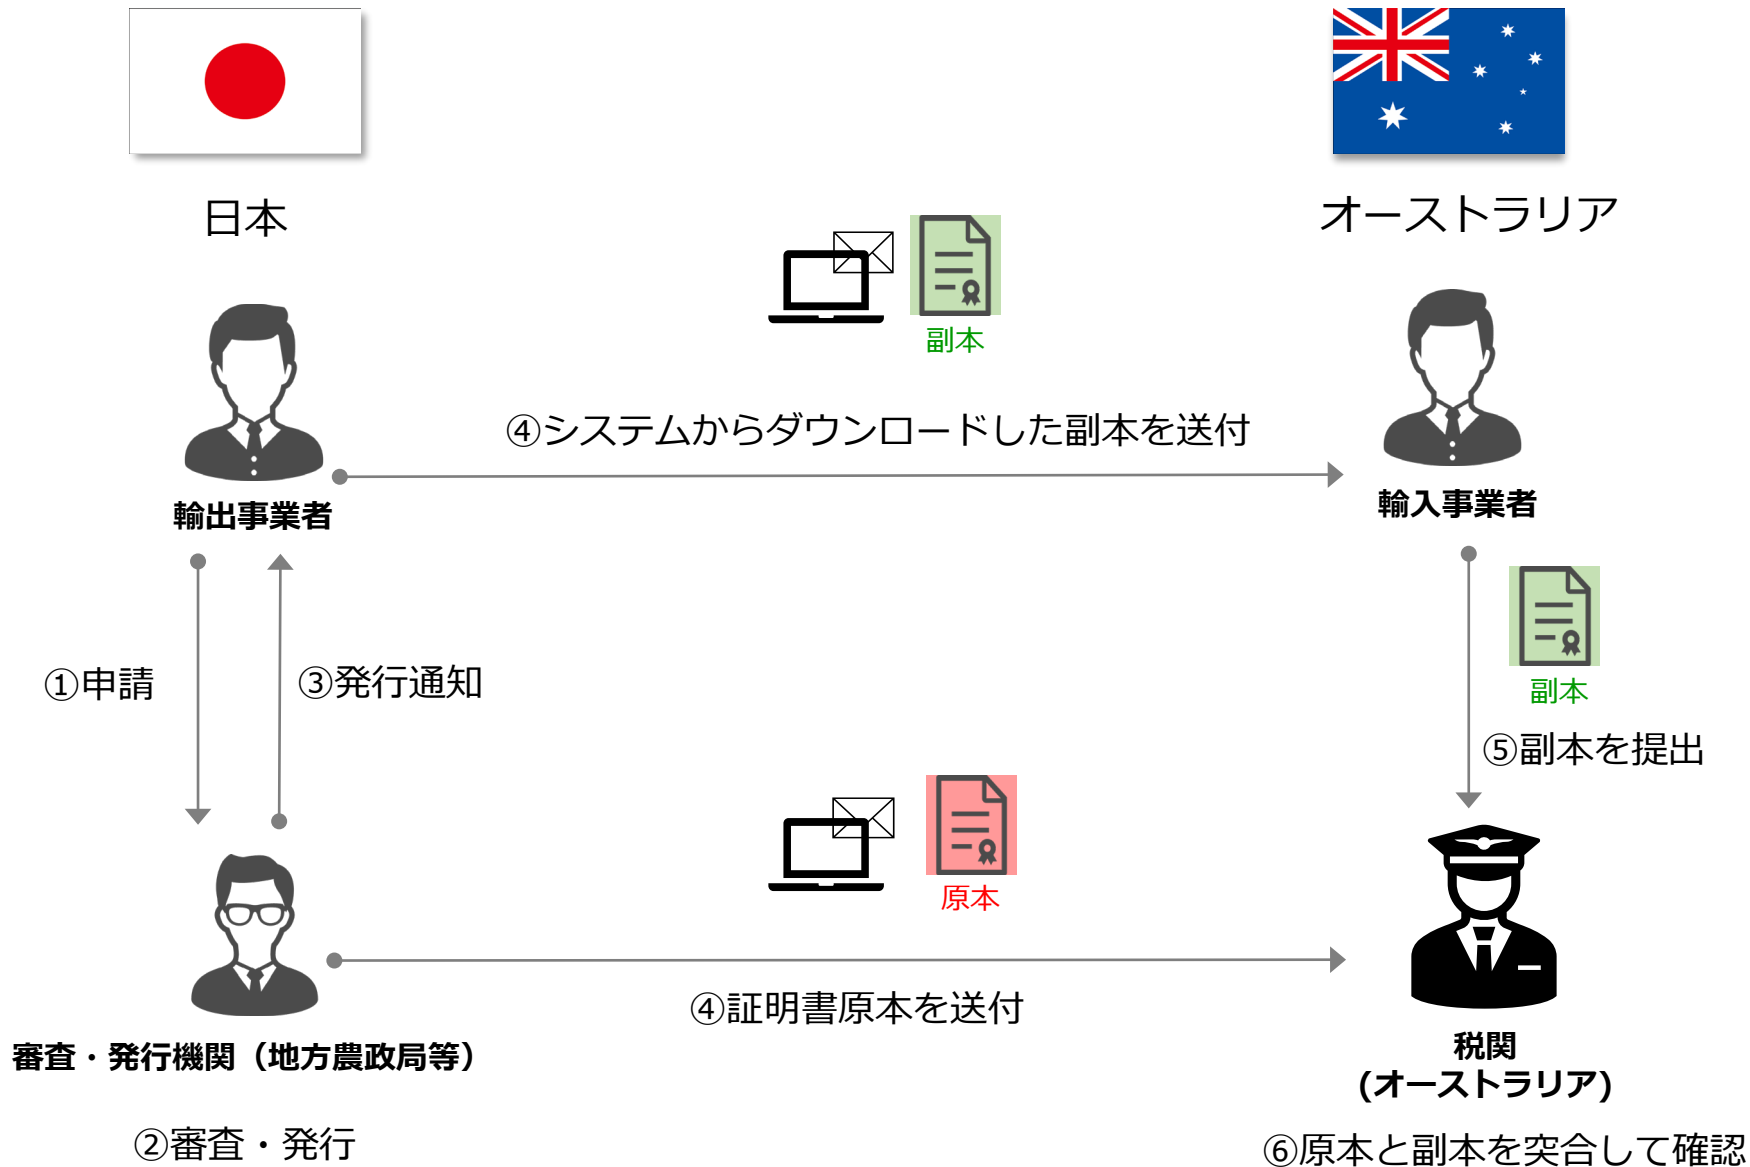 日本
オーストラリア
副本
④システムからダウンロードした副本を送付
輸出事業者
輸入事業者
①申請
③発行通知
副本
⑤副本を提出
原本
④証明書原本を送付
審査・発行機関（地方農政局等）
税関
(オーストラリア)
②審査・発行
⑥原本と副本を突合して確認